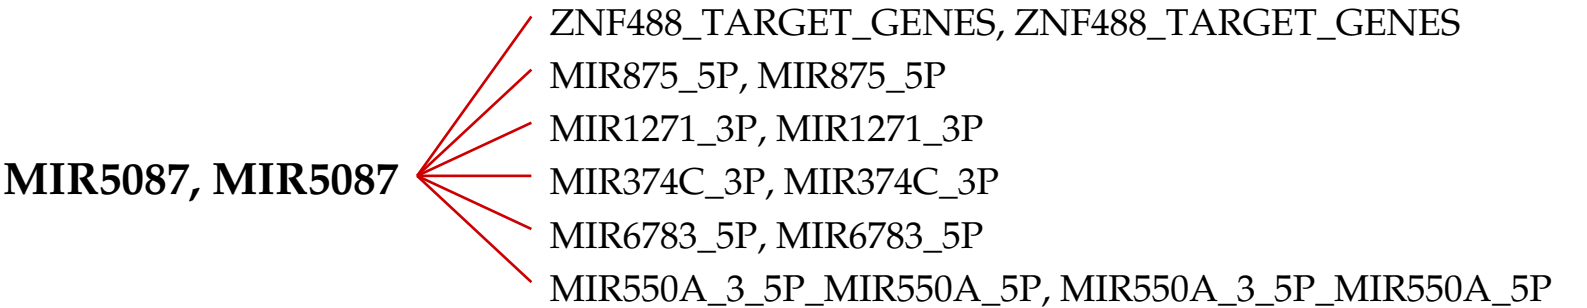 ZNF488_TARGET_GENES, ZNF488_TARGET_GENES
MIR875_5P, MIR875_5P
MIR1271_3P, MIR1271_3P
MIR5087, MIR5087
MIR374C_3P, MIR374C_3P
MIR6783_5P, MIR6783_5P
MIR550A_3_5P_MIR550A_5P, MIR550A_3_5P_MIR550A_5P